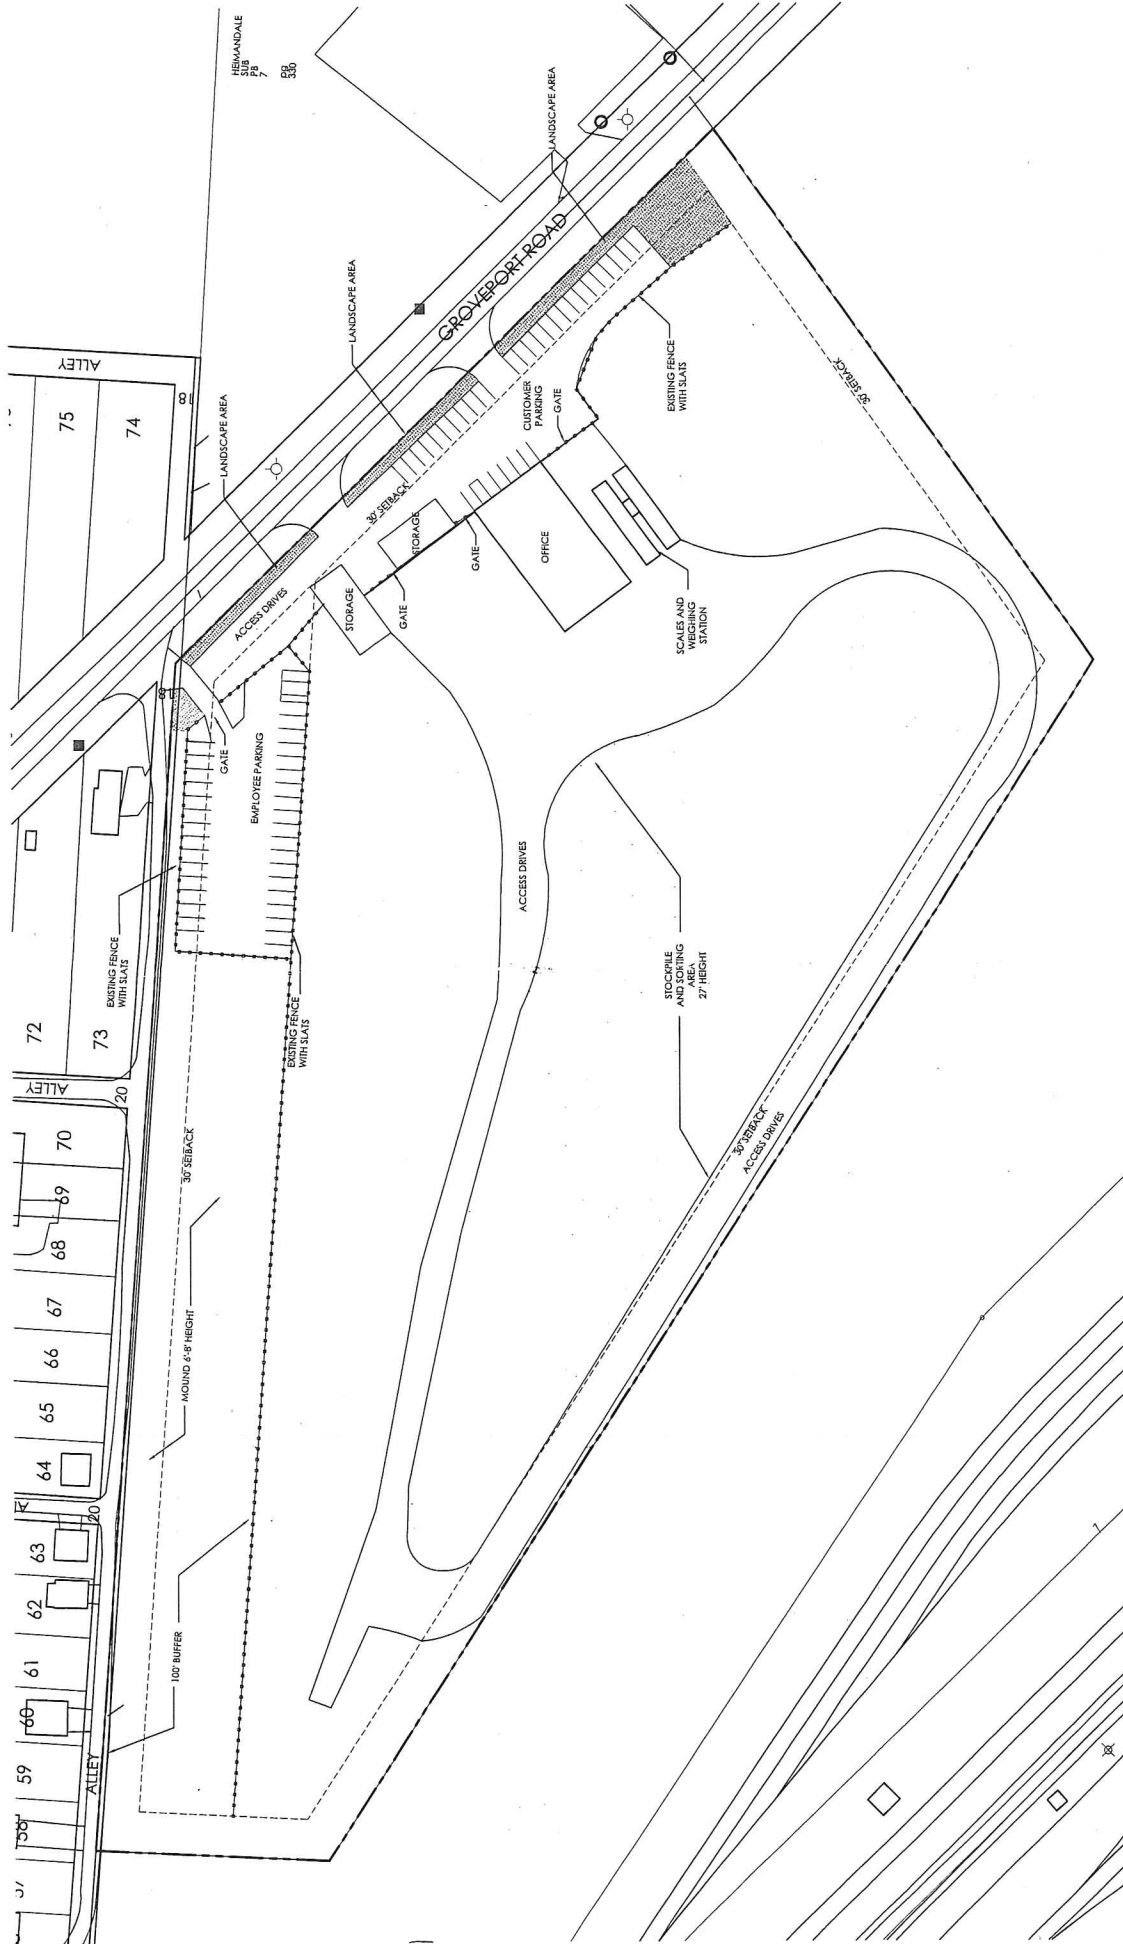 HEIMANDALE
SUB
PB
7
pg
330
ALLEY
75
74
18
LANDSCAPE AREA
LANDSCAPE AREA
LANDSCAPE AREA
GROVEPORT ROAD
30' SETBACK
CUSTOMER
PARKING
GATE
EXISTING FENCE
WITH SLATS
30' SETBACK
STORAGE
GATE
OFFICE
ACCESS DRIVES
STORAGE
GATE
SCALES AND
WEIGHING
STATION
18
GATE
EMPLOYEE PARKING
EXISTING FENCE
WITH SLATS
72
73
EXISTING FENCE
WITH SLATS
ACCESS DRIVES
STOCKPILE
AND SORTING
AREA
27' HEIGHT
ALLEY
20
30' SETBACK
30' SETBACK
ACCESS DRIVES
70
69
68
67
66
65
64
MOUND 6'-8' HEIGHT
20
63
62
61
60
59
58
57
100' BUFFER
ALLEY